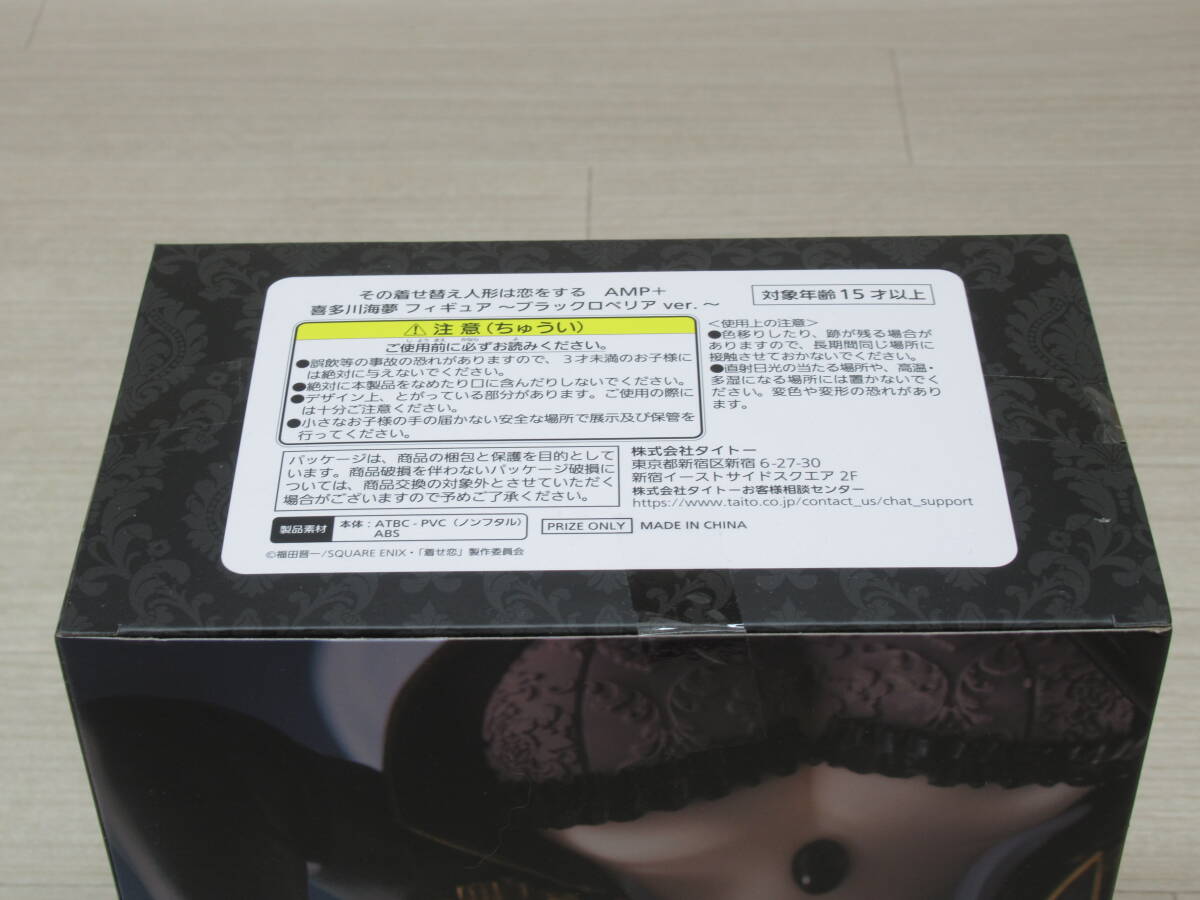 その着せ替え人形は恋をする AMP+
喜多川海夢 フィギュア ～ブラックロベリア ver.～
対象年齢 15 才以上
⚠ 注意(ちゅうい)
ご使用前に必ずお読みください。
●誤飲等の事故の恐れがありますので、3才未満のお子様に
は絶対に与えないでください。
●絶対に本製品をなめたり口に含んだりしないでください。
●デザイン上、とがっている部分があります。ご使用の際に
は十分ご注意ください。
●小さなお子様の手の届かない安全な場所で展示及び保管を
行ってください。
<使用上の注意>
●色移りしたり、跡が残る場合が
ありますので、長期間同じ場所に
接触させておかないでください。
●直射日光の当たる場所や、高温・
多湿になる場所には置かないでく
ださい。変色や変形の恐れがあり
ます。
パッケージは、商品の梱包と保護を目的として
います。商品破損を伴わないパッケージ破損に
ついては、商品交換の対象外とさせていただく
場合がございますので予めご了承ください。
株式会社タイトー
東京都新宿区新宿 6-27-30
新宿イーストサイドスクエア 2F
株式会社タイトーお客様相談センター
https://www.taito.co.jp/contact_us/chat_support
製品素材 本体：ATBC - PVC（ノンフタル）
ABS
PRIZE ONLY MADE IN CHINA
©福田晋一/SQUARE ENIX・「着せ恋」製作委員会